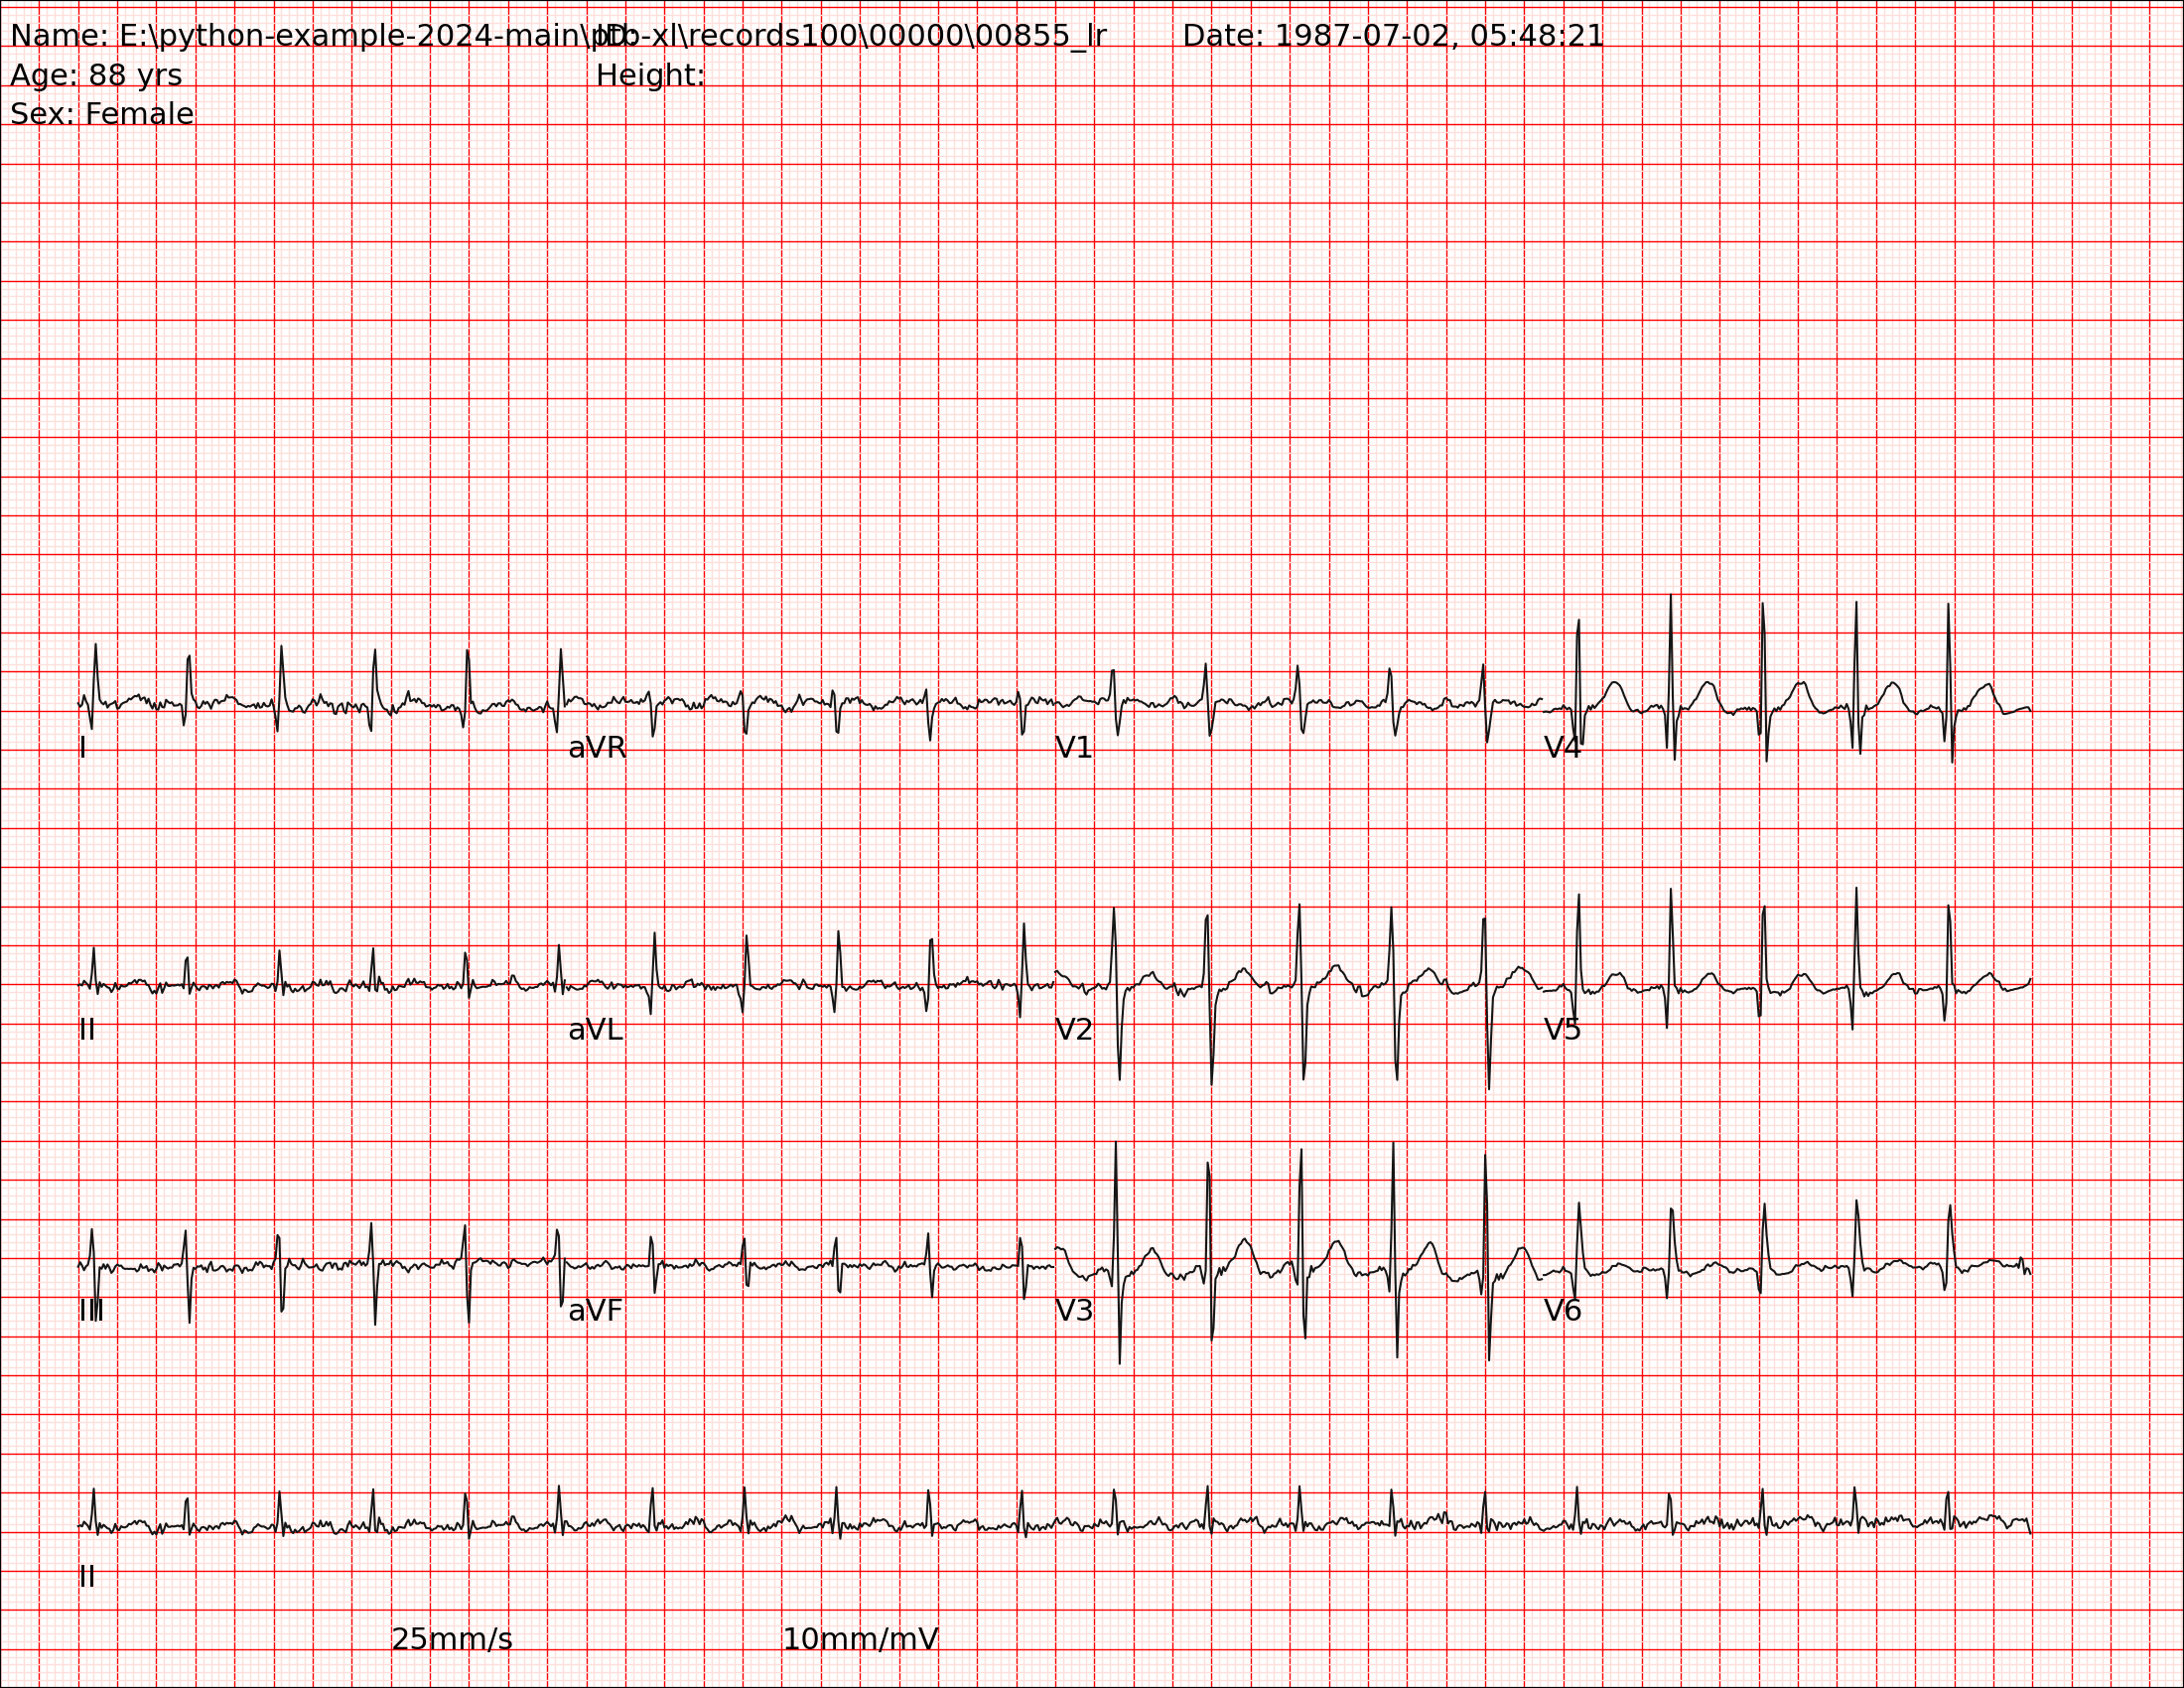 Name: E:\python-example-2024-main\ptb-xl\records100\00000\00855_lr ID: Date: 1987-07-02, 05:48:21
Age: 88 yrs Height:
Sex: Female
I aVR V1 V4
II aVL V2 V5
III aVF V3 V6
II
25mm/s 10mm/mV